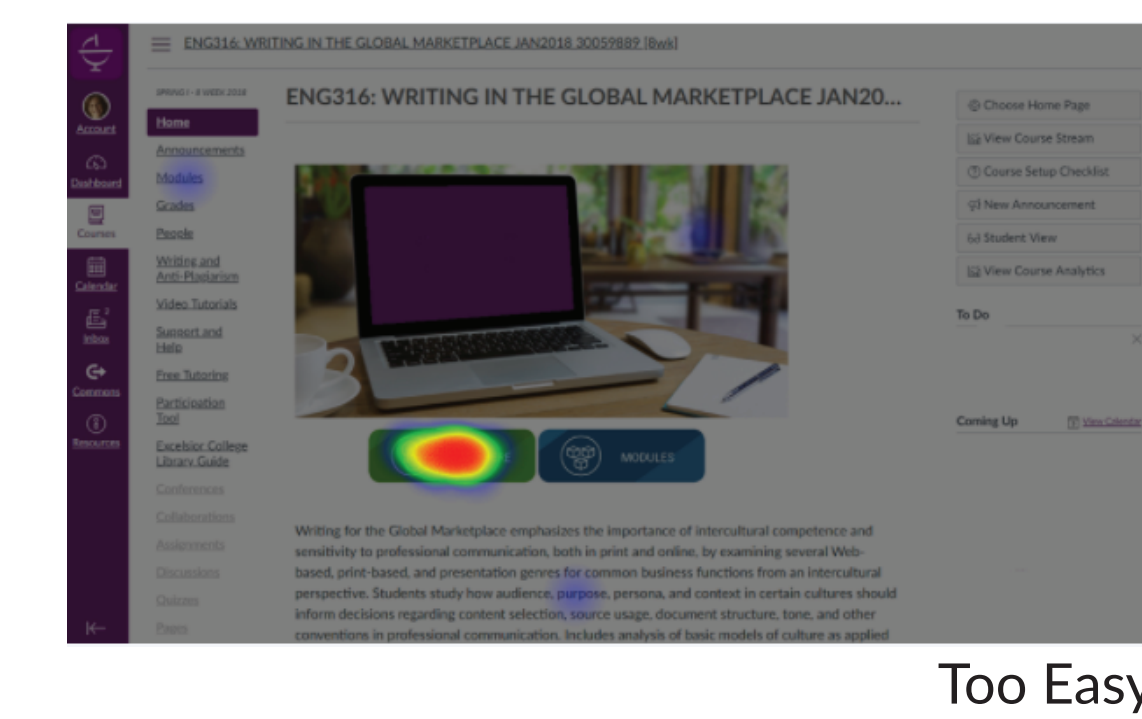 ENG316: WRITING IN THE GLOBAL MARKETPLACE JAN2018 30059889 [8wk]
Account
Dashboard
Courses
Calendar
2
Inbox
Commons
Resources
SPRING I - 8 WEEK 2018
Home
Announcements
Modules
Grades
People
Writing and
Anti-Plagiarism
Video Tutorials
Support and
Help
Free Tutoring
Participation
Tool
Excelsior College
Library Guide
Conferences
Collaborations
Assignments
Discussions
Quizzes
Pages
ENG316: WRITING IN THE GLOBAL MARKETPLACE JAN20...
MODULES
Writing for the Global Marketplace emphasizes the importance of intercultural competence and
sensitivity to professional communication, both in print and online, by examining several Web-
based, print-based, and presentation genres for common business functions from an intercultural
perspective. Students study how audience, purpose, persona, and context in certain cultures should
inform decisions regarding content selection, source usage, document structure, tone, and other
conventions in professional communication. Includes analysis of basic models of culture as applied
Choose Home Page
View Course Stream
Course Setup Checklist
New Announcement
Student View
View Course Analytics
To Do
Coming Up
View Calendar
Too Easy